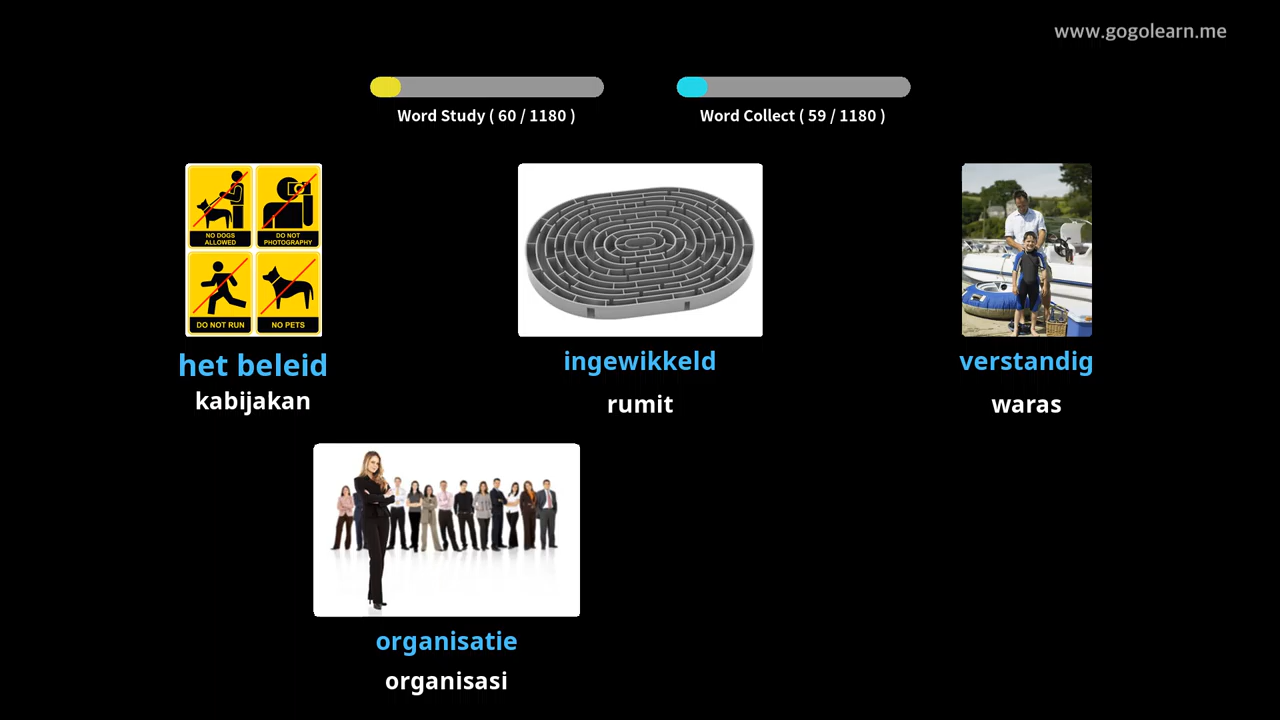 www.gogolearn.me
Word Study ( 60 / 1180 )
Word Collect ( 59 / 1180 )
NO DOGS
ALLOWED
DO NOT
PHOTOGRAPHY
DO NOT RUN
NO PETS
het beleid
kabijakan
ingewikkeld
rumit
verstandig
waras
organisatie
organisasi